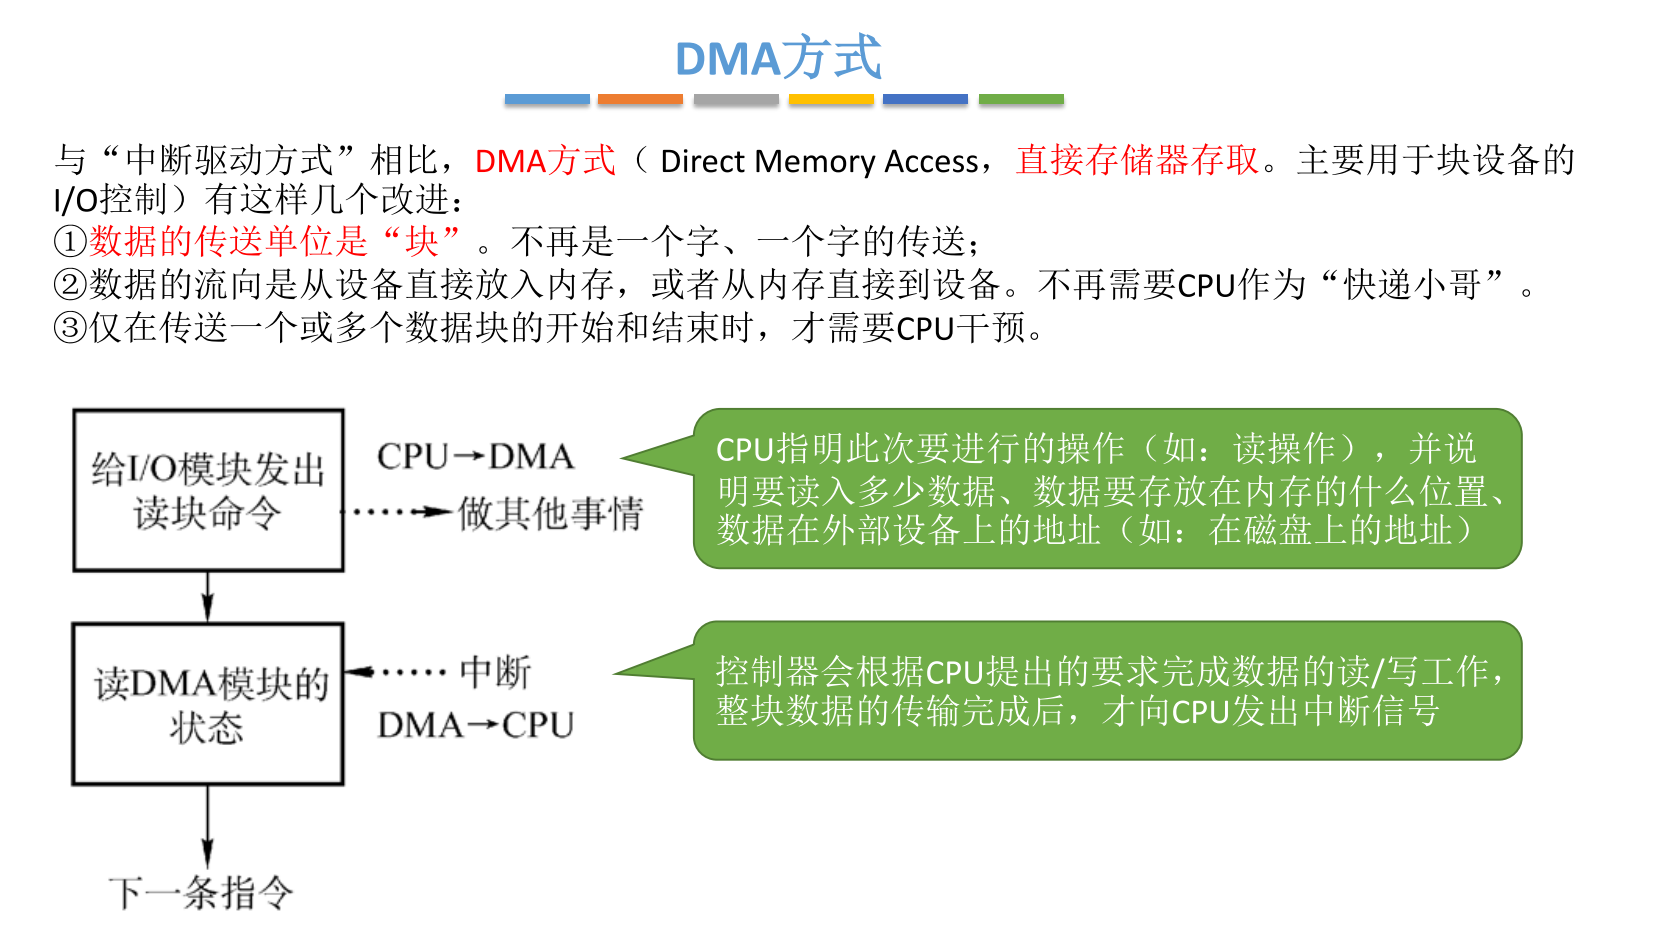 DMA方式
与“中断驱动方式”相比，DMA方式（ Direct Memory Access，直接存储器存取。主要用于块设备的
I/O控制）有这样几个改进：
①数据的传送单位是“块”。不再是一个字、一个字的传送；
②数据的流向是从设备直接放入内存，或者从内存直接到设备。不再需要CPU作为“快递小哥”。
③仅在传送一个或多个数据块的开始和结束时，才需要CPU干预。
给I/O模块发出
读块命令
CPU→DMA
做其他事情
CPU指明此次要进行的操作（如：读操作），并说
明要读入多少数据、数据要存放在内存的什么位置、
数据在外部设备上的地址（如：在磁盘上的地址）
读DMA模块的
状态
中断
DMA→CPU
控制器会根据CPU提出的要求完成数据的读/写工作，
整块数据的传输完成后，才向CPU发出中断信号
下一条指令